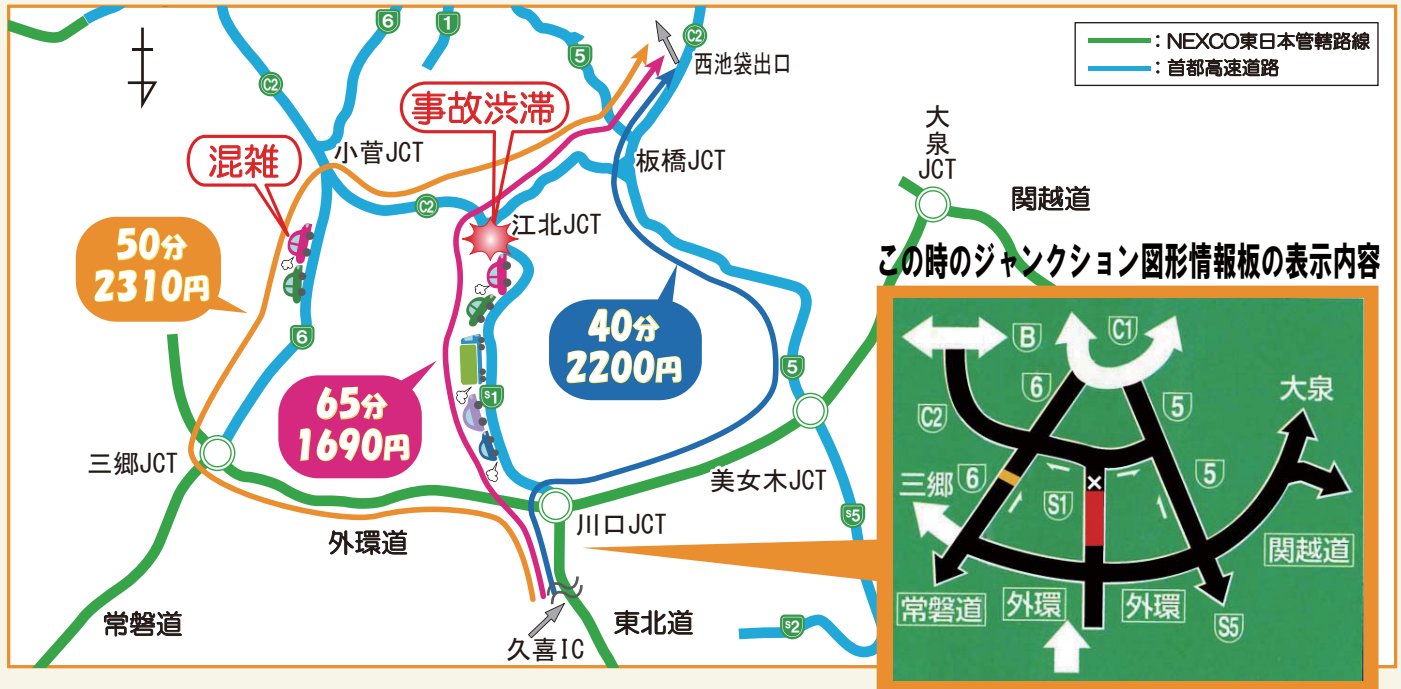 6
1
5
C2
西池袋出口
:NEXCO東日本管轄路線
:首都高速道路
C2
事故渋滞
混雑
小菅JCT
板橋JCT
大泉JCT
関越道
C2
江北JCT
50分
2310円
この時のジャンクション図形情報板の表示内容
6
40分
2200円
5
65分
1690円
S1
三郷JCT
美女木JCT
川口JCT
S5
外環道
常磐道
久喜IC
東北道
S2
B
C1
6
5
大泉
C2
三郷
6
S1
5
関越道
常磐道
外環
外環
S5